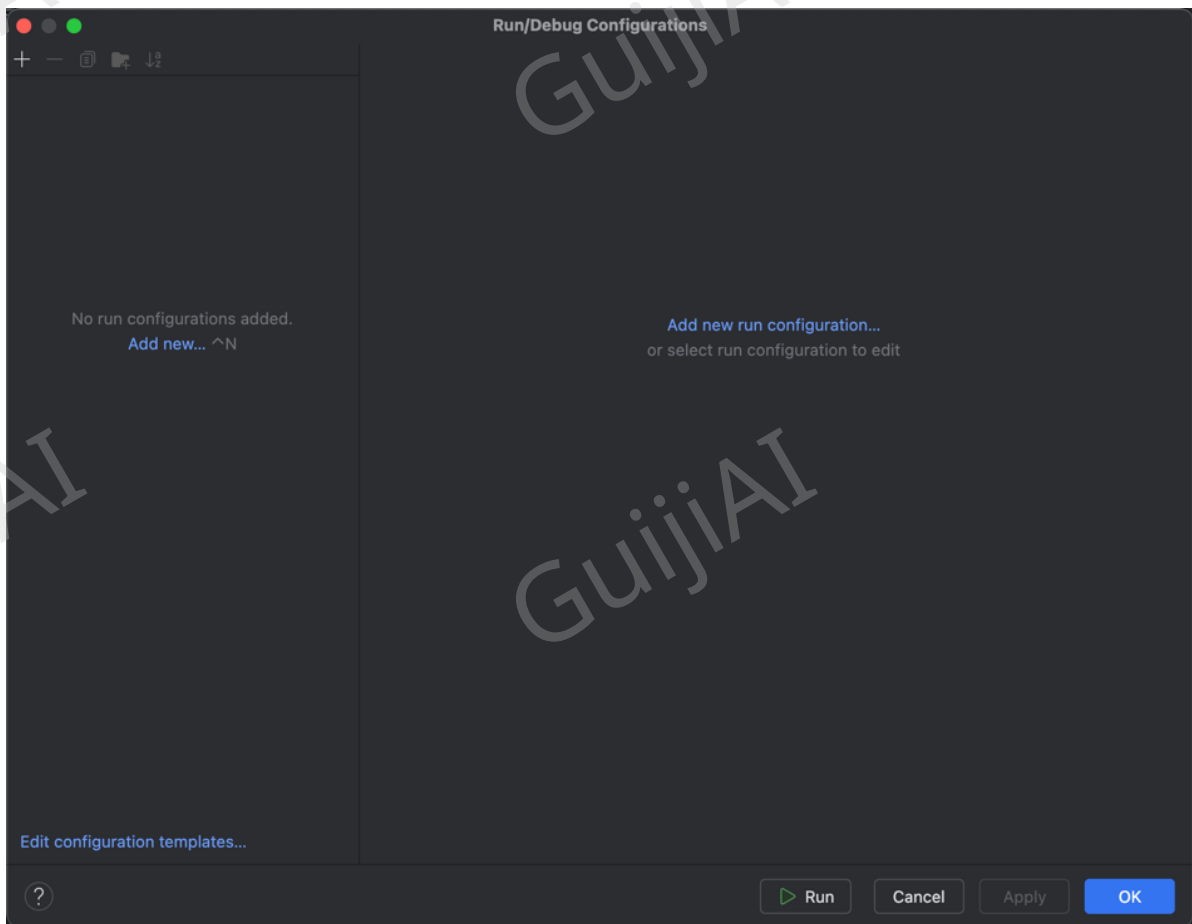 Run/Debug Configurations
No run configurations added.
Add new... ^N
Add new run configuration...
or select run configuration to edit
Edit configuration templates...
?
Run
Cancel
Apply
OK
GuijiAI
GuijiAI
AI